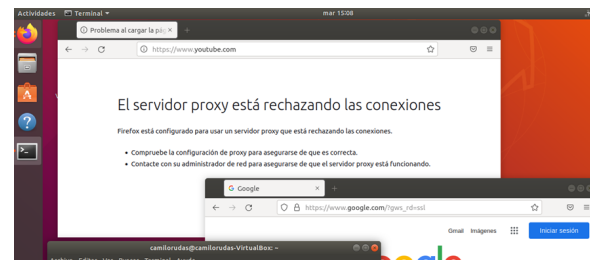 Actividades Terminal mar 15:08
Problema al cargar la pág
https://www.youtube.com
El servidor proxy está rechazando las conexiones
Firefox está configurado para usar un servidor proxy que está rechazando las conexiones.
Compruebe la configuración de proxy para asegurarse de que es correcta.
Contacte con su administrador de red para asegurarse de que el servidor proxy está funcionando.
Google
https://www.google.com/?gws_rd=ssl
Gmail Imágenes Iniciar sesión
camilorudas@camilorudas-VirtualBox: ~